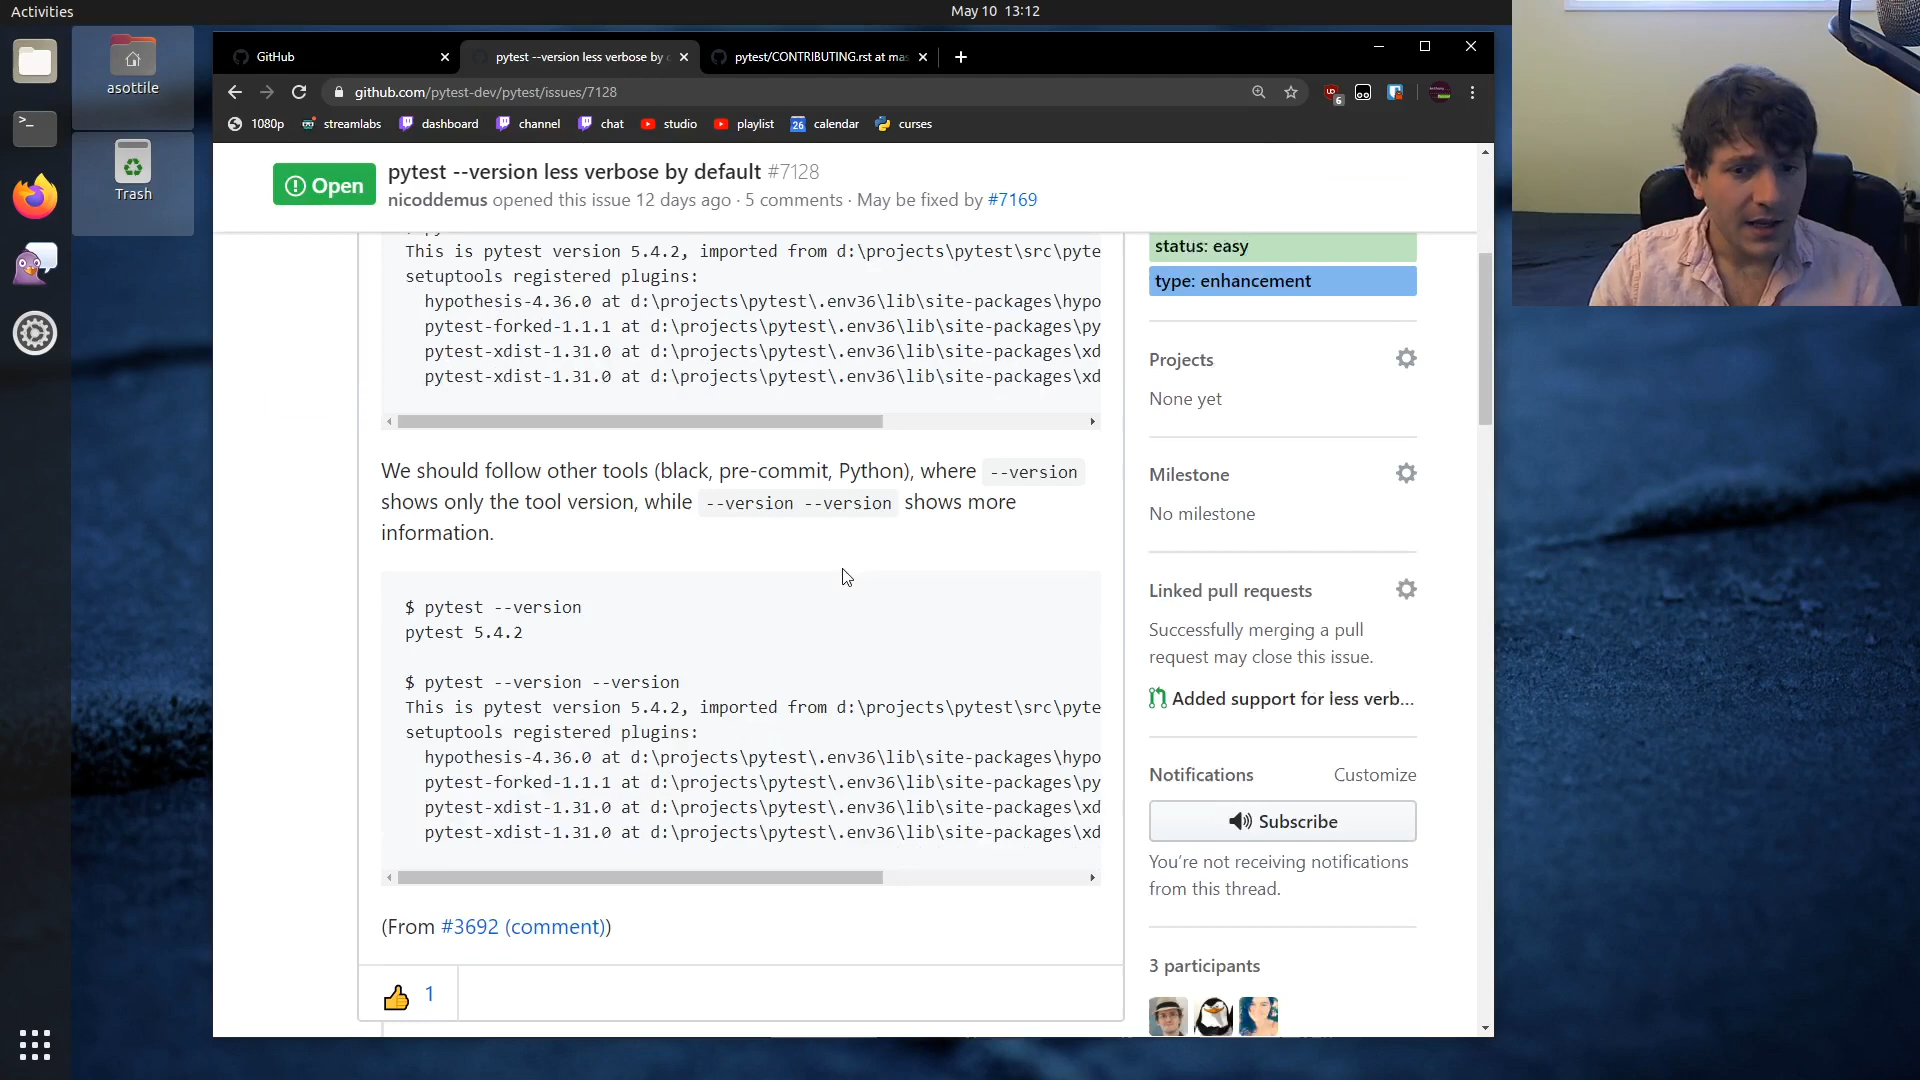 Activities
May 10 13:12
asottile
Trash
GitHub
pytest --version less verbose by
pytest/CONTRIBUTING.rst at mas
github.com/pytest-dev/pytest/issues/7128
6
1080p
streamlabs
dashboard
channel
chat
studio
playlist
26
calendar
curses
Open
pytest --version less verbose by default #7128
nicoddemus opened this issue 12 days ago · 5 comments · May be fixed by #7169
This is pytest version 5.4.2, imported from d:\projects\pytest\src\pyte
setuptools registered plugins:
hypothesis-4.36.0 at d:\projects\pytest\.env36\lib\site-packages\hypo
pytest-forked-1.1.1 at d:\projects\pytest\.env36\lib\site-packages\py
pytest-xdist-1.31.0 at d:\projects\pytest\.env36\lib\site-packages\xd
pytest-xdist-1.31.0 at d:\projects\pytest\.env36\lib\site-packages\xd
We should follow other tools (black, pre-commit, Python), where --version
shows only the tool version, while --version --version shows more
information.
$ pytest --version
pytest 5.4.2
$ pytest --version --version
This is pytest version 5.4.2, imported from d:\projects\pytest\src\pyte
setuptools registered plugins:
hypothesis-4.36.0 at d:\projects\pytest\.env36\lib\site-packages\hypo
pytest-forked-1.1.1 at d:\projects\pytest\.env36\lib\site-packages\py
pytest-xdist-1.31.0 at d:\projects\pytest\.env36\lib\site-packages\xd
pytest-xdist-1.31.0 at d:\projects\pytest\.env36\lib\site-packages\xd
(From #3692 (comment))
1
status: easy
type: enhancement
Projects
None yet
Milestone
No milestone
Linked pull requests
Successfully merging a pull
request may close this issue.
Added support for less verb...
Notifications
Customize
Subscribe
You're not receiving notifications
from this thread.
3 participants